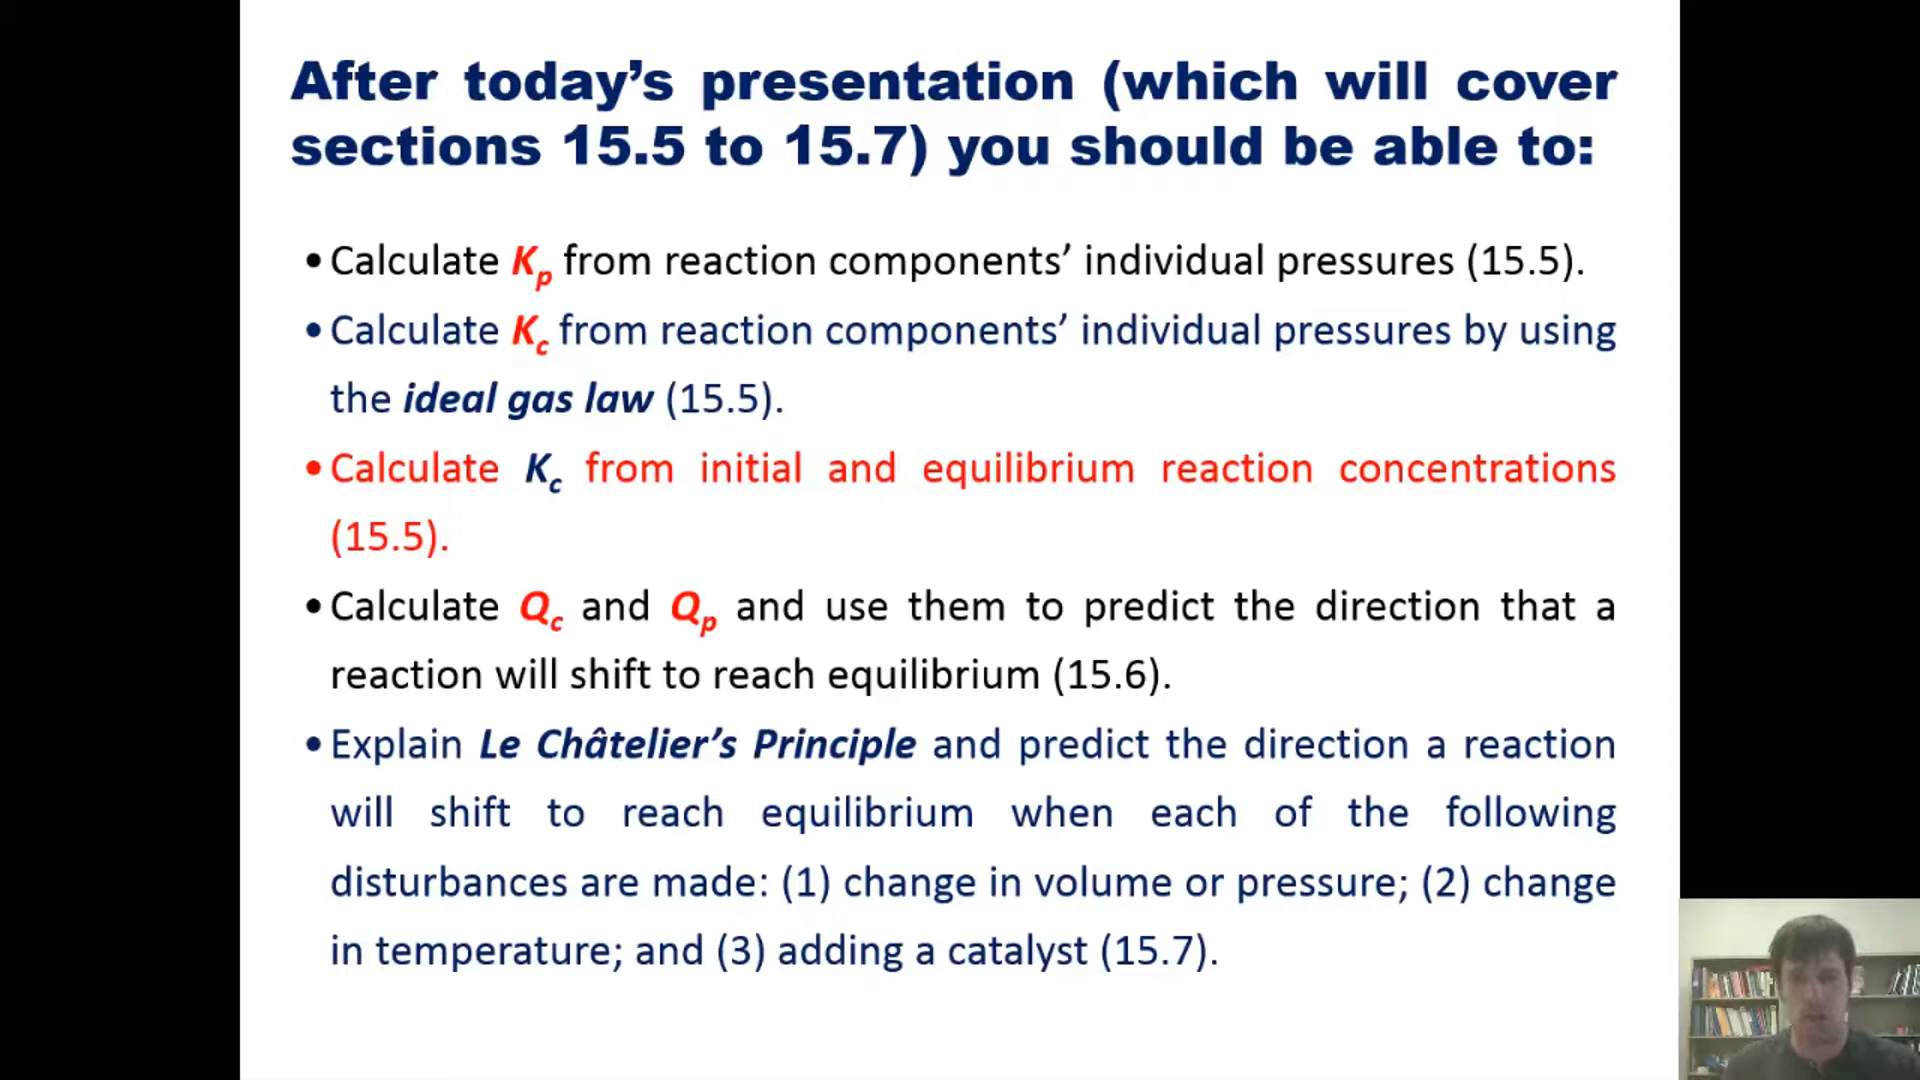 After today’s presentation (which will cover
sections 15.5 to 15.7) you should be able to:
•Calculate Kp from reaction components’ individual pressures (15.5).
•Calculate Kc from reaction components’ individual pressures by using
the ideal gas law (15.5).
•Calculate Kc from initial and equilibrium reaction concentrations
(15.5).
•Calculate Qc and Qp and use them to predict the direction that a
reaction will shift to reach equilibrium (15.6).
•Explain Le Châtelier’s Principle and predict the direction a reaction
will shift to reach equilibrium when each of the following
disturbances are made: (1) change in volume or pressure; (2) change
in temperature; and (3) adding a catalyst (15.7).